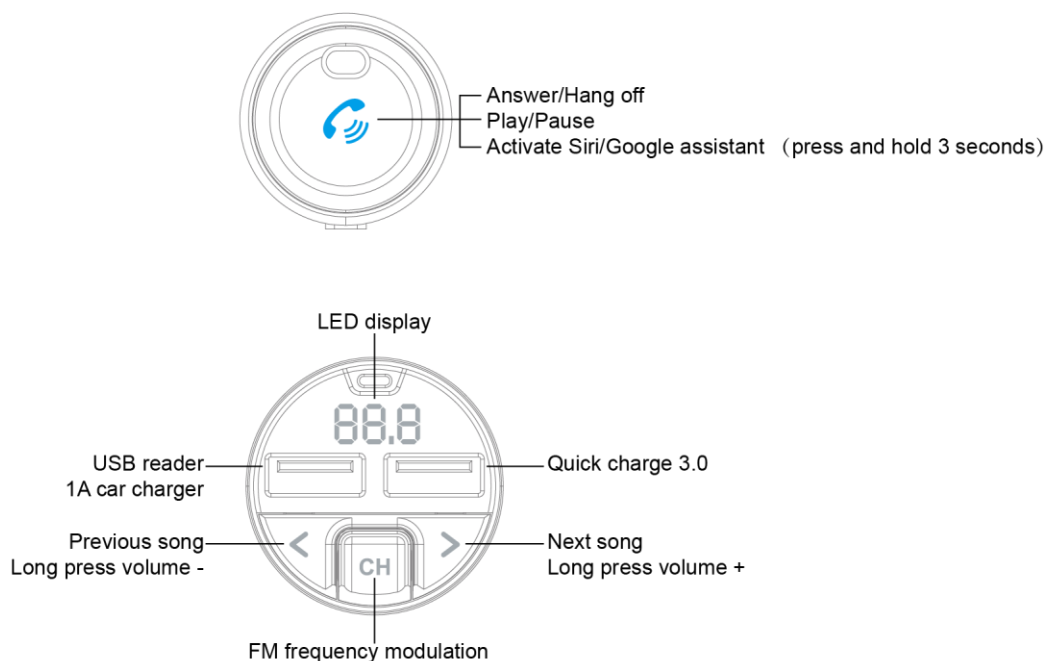 Answer/Hang off
Play/Pause
Activate Siri/Google assistant （press and hold 3 seconds）
LED display
88.8
USB reader
1A car charger
Quick charge 3.0
Previous song
Long press volume -
<
>
Next song
Long press volume +
CH
FM frequency modulation